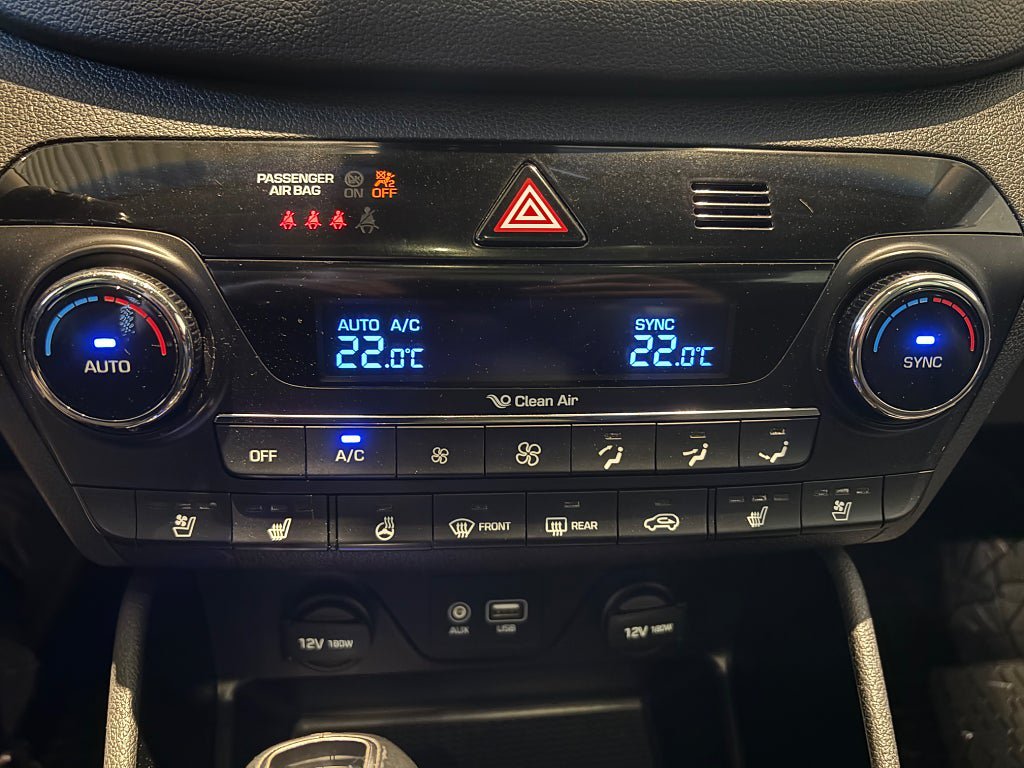 PASSENGER
AIR BAG
ON
OFF
AUTO A/C
22.0°C
SYNC
22.0°C
AUTO
SYNC
Clean Air
OFF
A/C
FRONT
REAR
12V 180W
AUX
USB
12V 180W